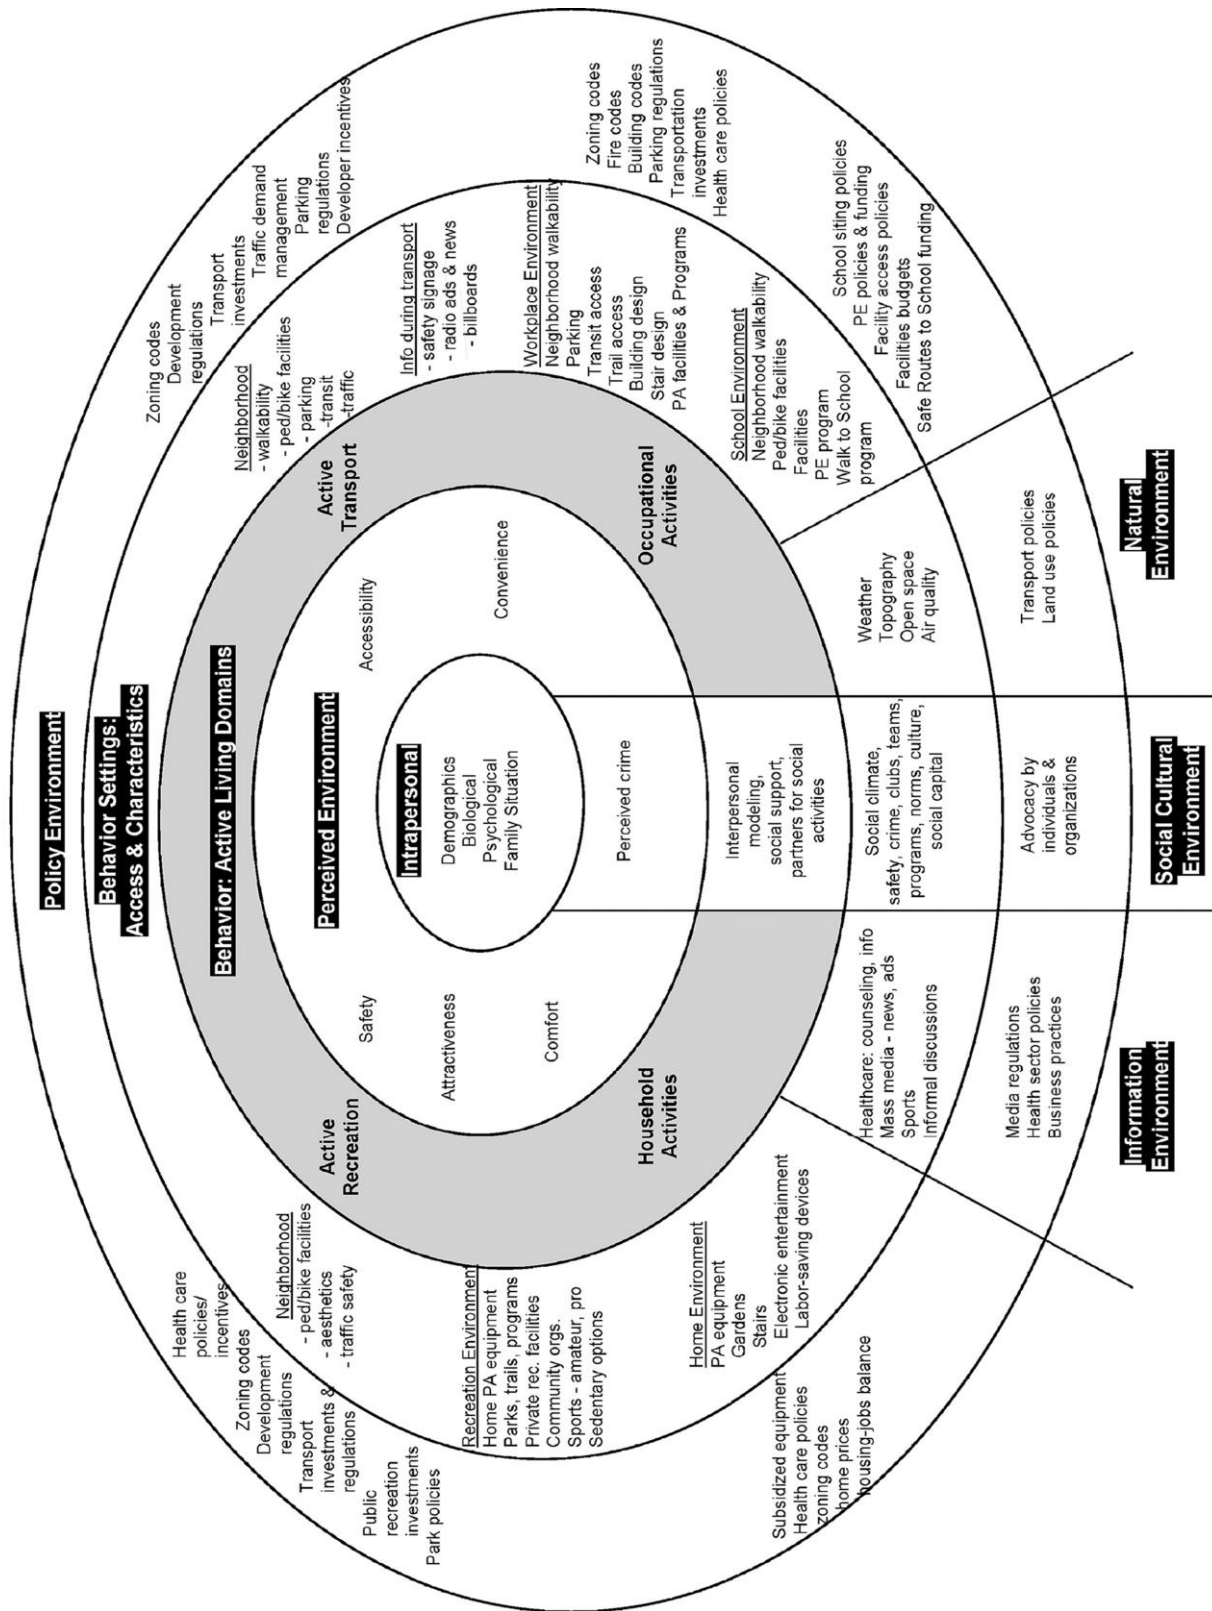 Policy Environment
Behavior Settings:
Access & Characteristics
Behavior: Active Living Domains
Perceived Environment
Intrapersonal
Demographics
Biological
Psychological
Family Situation
Safety
Attractiveness
Comfort
Accessibility
Convenience
Perceived crime
Active
Recreation
Active
Transport
Household
Activities
Occupational
Activities
Interpersonal
modeling,
social support,
partners for social
activities
Health care
policies/
incentives
Zoning codes
Development
regulations
Transport
investments &
regulations
Public
recreation
investments
Park policies
Neighborhood
- ped/bike facilities
- aesthetics
- traffic safety
Recreation Environment
Home PA equipment
Parks, trails, programs
Private rec. facilities
Community orgs.
Sports - amateur, pro
Sedentary options
Home Environment
PA equipment
Gardens
Stairs
Electronic entertainment
Labor-saving devices
Subsidized equipment
Health care policies
zoning codes
home prices
housing-jobs balance
Zoning codes
Development
regulations
Transport
investments
Traffic demand
management
Parking
regulations
Developer incentives
Neighborhood
- walkability
- ped/bike facilities
- parking
-transit
-traffic
Info during transport
- safety signage
- radio ads & news
- billboards
Workplace Environment
Neighborhood walkability
Parking
Transit access
Trail access
Building design
Stair design
PA facilities & Programs
Zoning codes
Fire codes
Building codes
Parking regulations
Transportation
investments
Health care policies
School Environment
Neighborhood walkability
Ped/bike facilities
Facilities
PE program
Walk to School
program
School siting policies
PE policies & funding
Facility access policies
Facilities budgets
Safe Routes to School funding
Healthcare: counseling, info
Mass media - news, ads
Sports
Informal discussions
Social climate,
safety, crime, clubs, teams,
programs, norms, culture,
social capital
Weather
Topography
Open space
Air quality
Media regulations
Health sector policies
Business practices
Advocacy by
individuals &
organizations
Transport policies
Land use policies
Information
Environment
Social Cultural
Environment
Natural
Environment